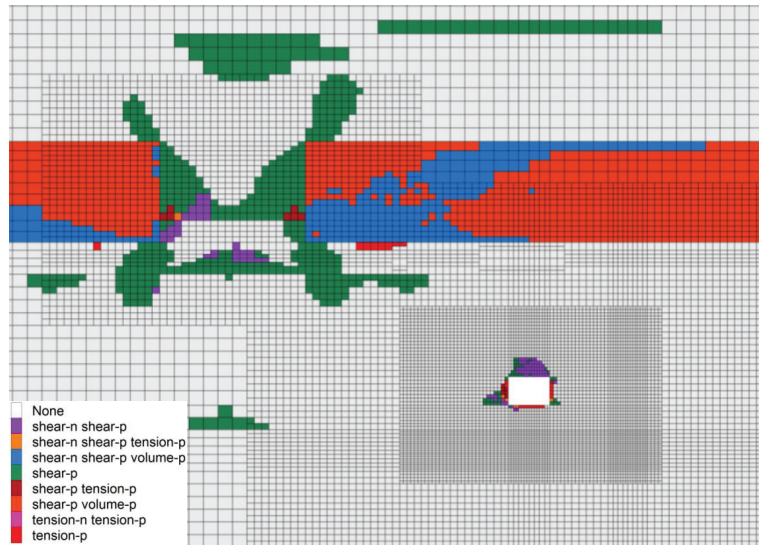 None
shear-n shear-p
shear-n shear-p tension-p
shear-n shear-p volume-p
shear-p
shear-p tension-p
shear-p volume-p
tension-n tension-p
tension-p